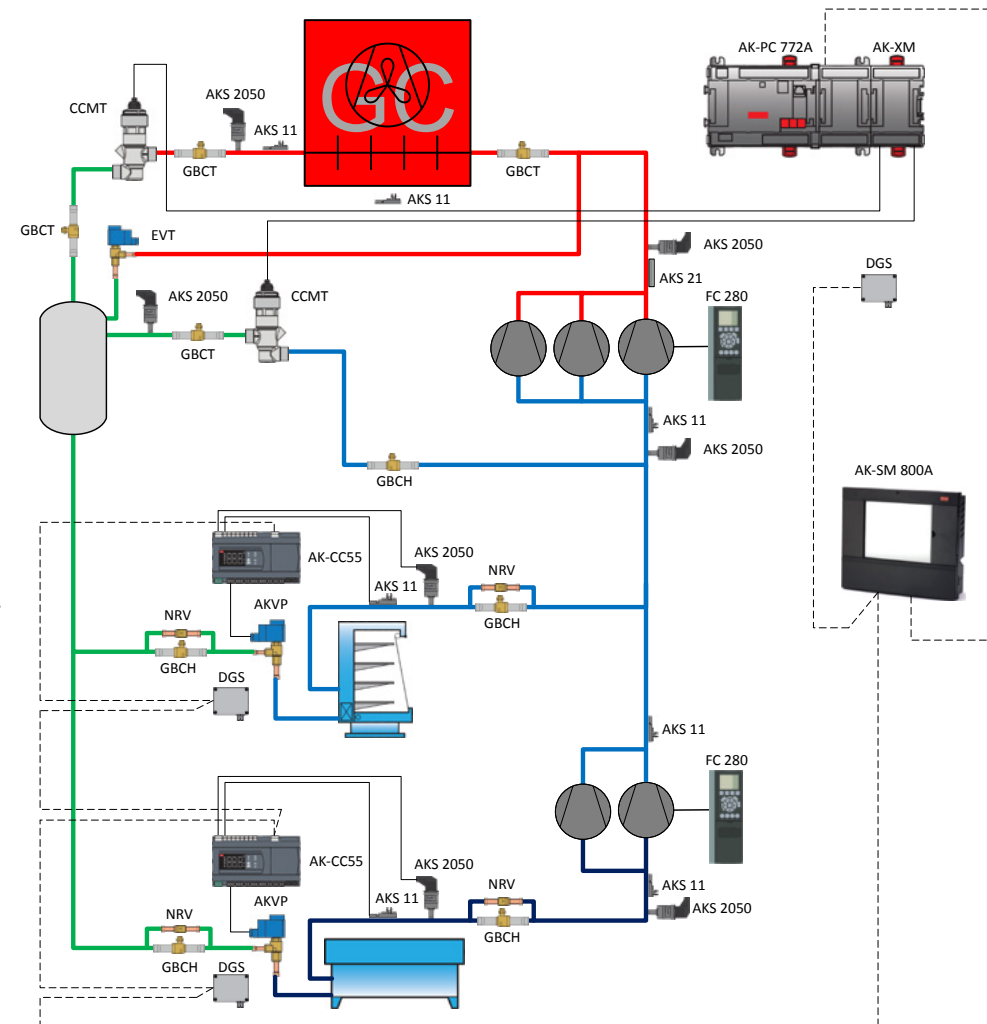 AK-PC 772A
AK-XM
CCMT
AKS 2050
AKS 11
GC
GBCT
GBCT
AKS 11
GBCT
EVT
AKS 2050
DGS
AKS 21
AKS 2050
CCMT
FC 280
GBCT
AKS 11
AKS 2050
GBCH
AK-SM 800A
AK-CC55
AKS 2050
AKS 11
NRV
AKVP
NRV
GBCH
GBCH
DGS
AKS 11
FC 280
AK-CC55
AKS 2050
AKS 11
NRV
AKS 11
AKVP
AKS 2050
NRV
GBCH
GBCH
DGS